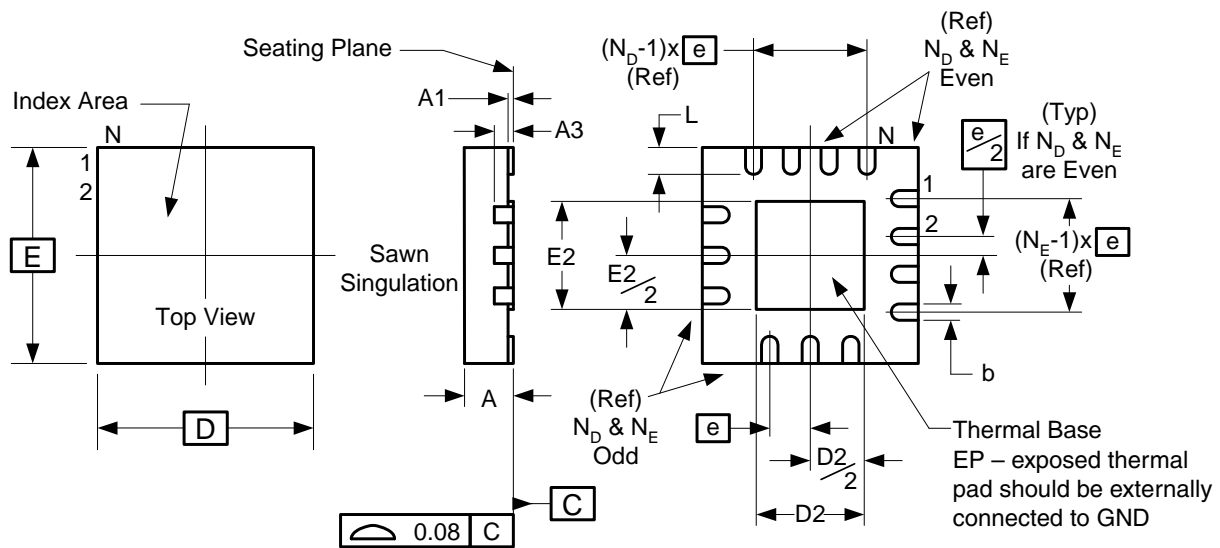 Seating Plane
Index Area
N
1
2
E
Top View
D
A1
A3
Sawn
Singulation
A
0.08 C
C
(N_D-1)x e
(Ref)
(Ref)
N_D & N_E
Even
L
N
e/2
(Typ)
If N_D & N_E
are Even
1
2
(N_E-1)x e
(Ref)
E2
E2/2
b
(Ref)
N_D & N_E
Odd
e
D2/2
D2
Thermal Base
EP – exposed thermal
pad should be externally
connected to GND